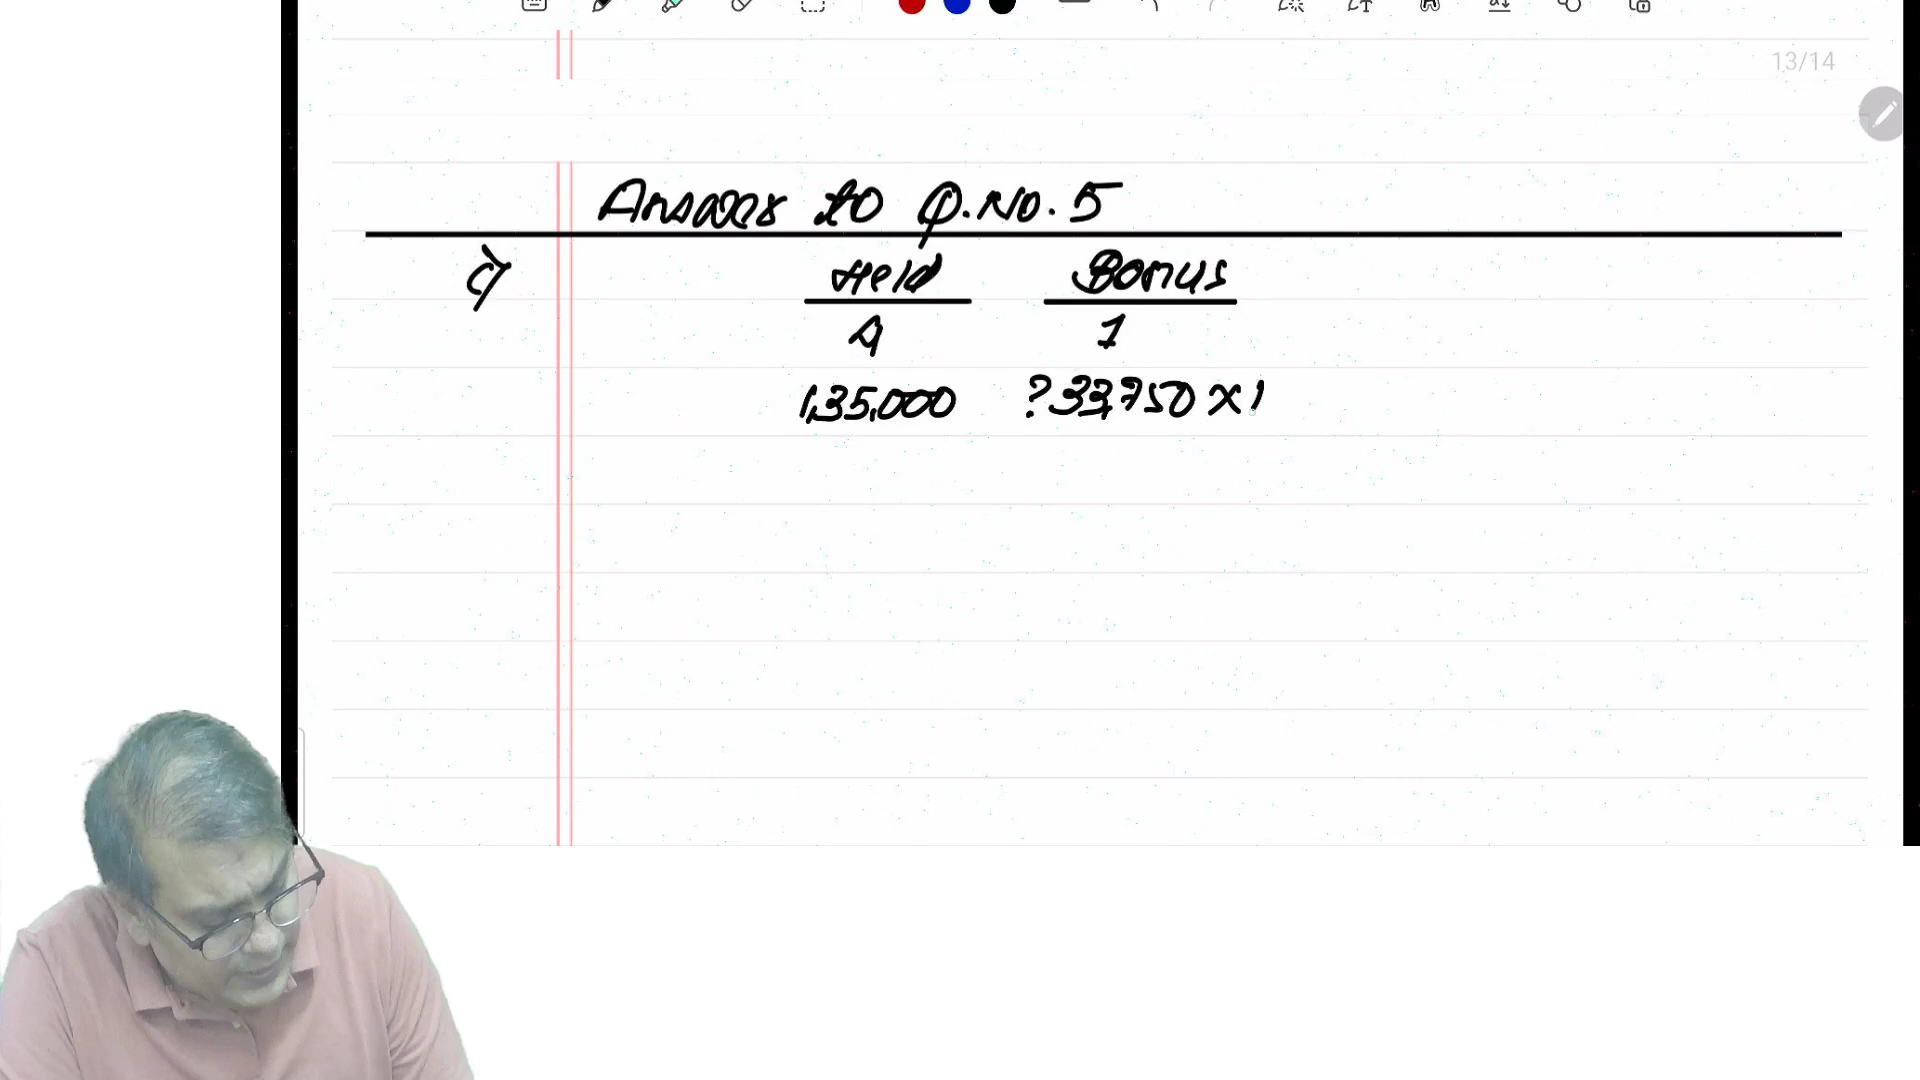 13/14
Answer to Q.No. 5
c) Held Bonus
4 1
1,35,000 ? 33,750 × 1